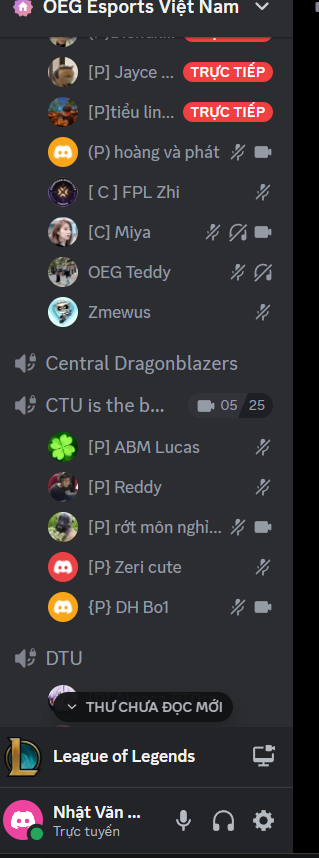 OEG Esports Việt Nam
TRỰC TIẾP
[P] Jayce ... TRỰC TIẾP
[P]tiểu lin... TRỰC TIẾP
(P) hoàng và phát
[ C ] FPL Zhi
[C] Miya
OEG Teddy
Zmewus
Central Dragonblazers
CTU is the b... 05 25
[P] ABM Lucas
[P] Reddy
[P] rớt môn nghỉ...
[P} Zeri cute
{P} DH Bo1
DTU
THƯ CHƯA ĐỌC MỚI
League of Legends
Nhật Văn ...
Trực tuyến